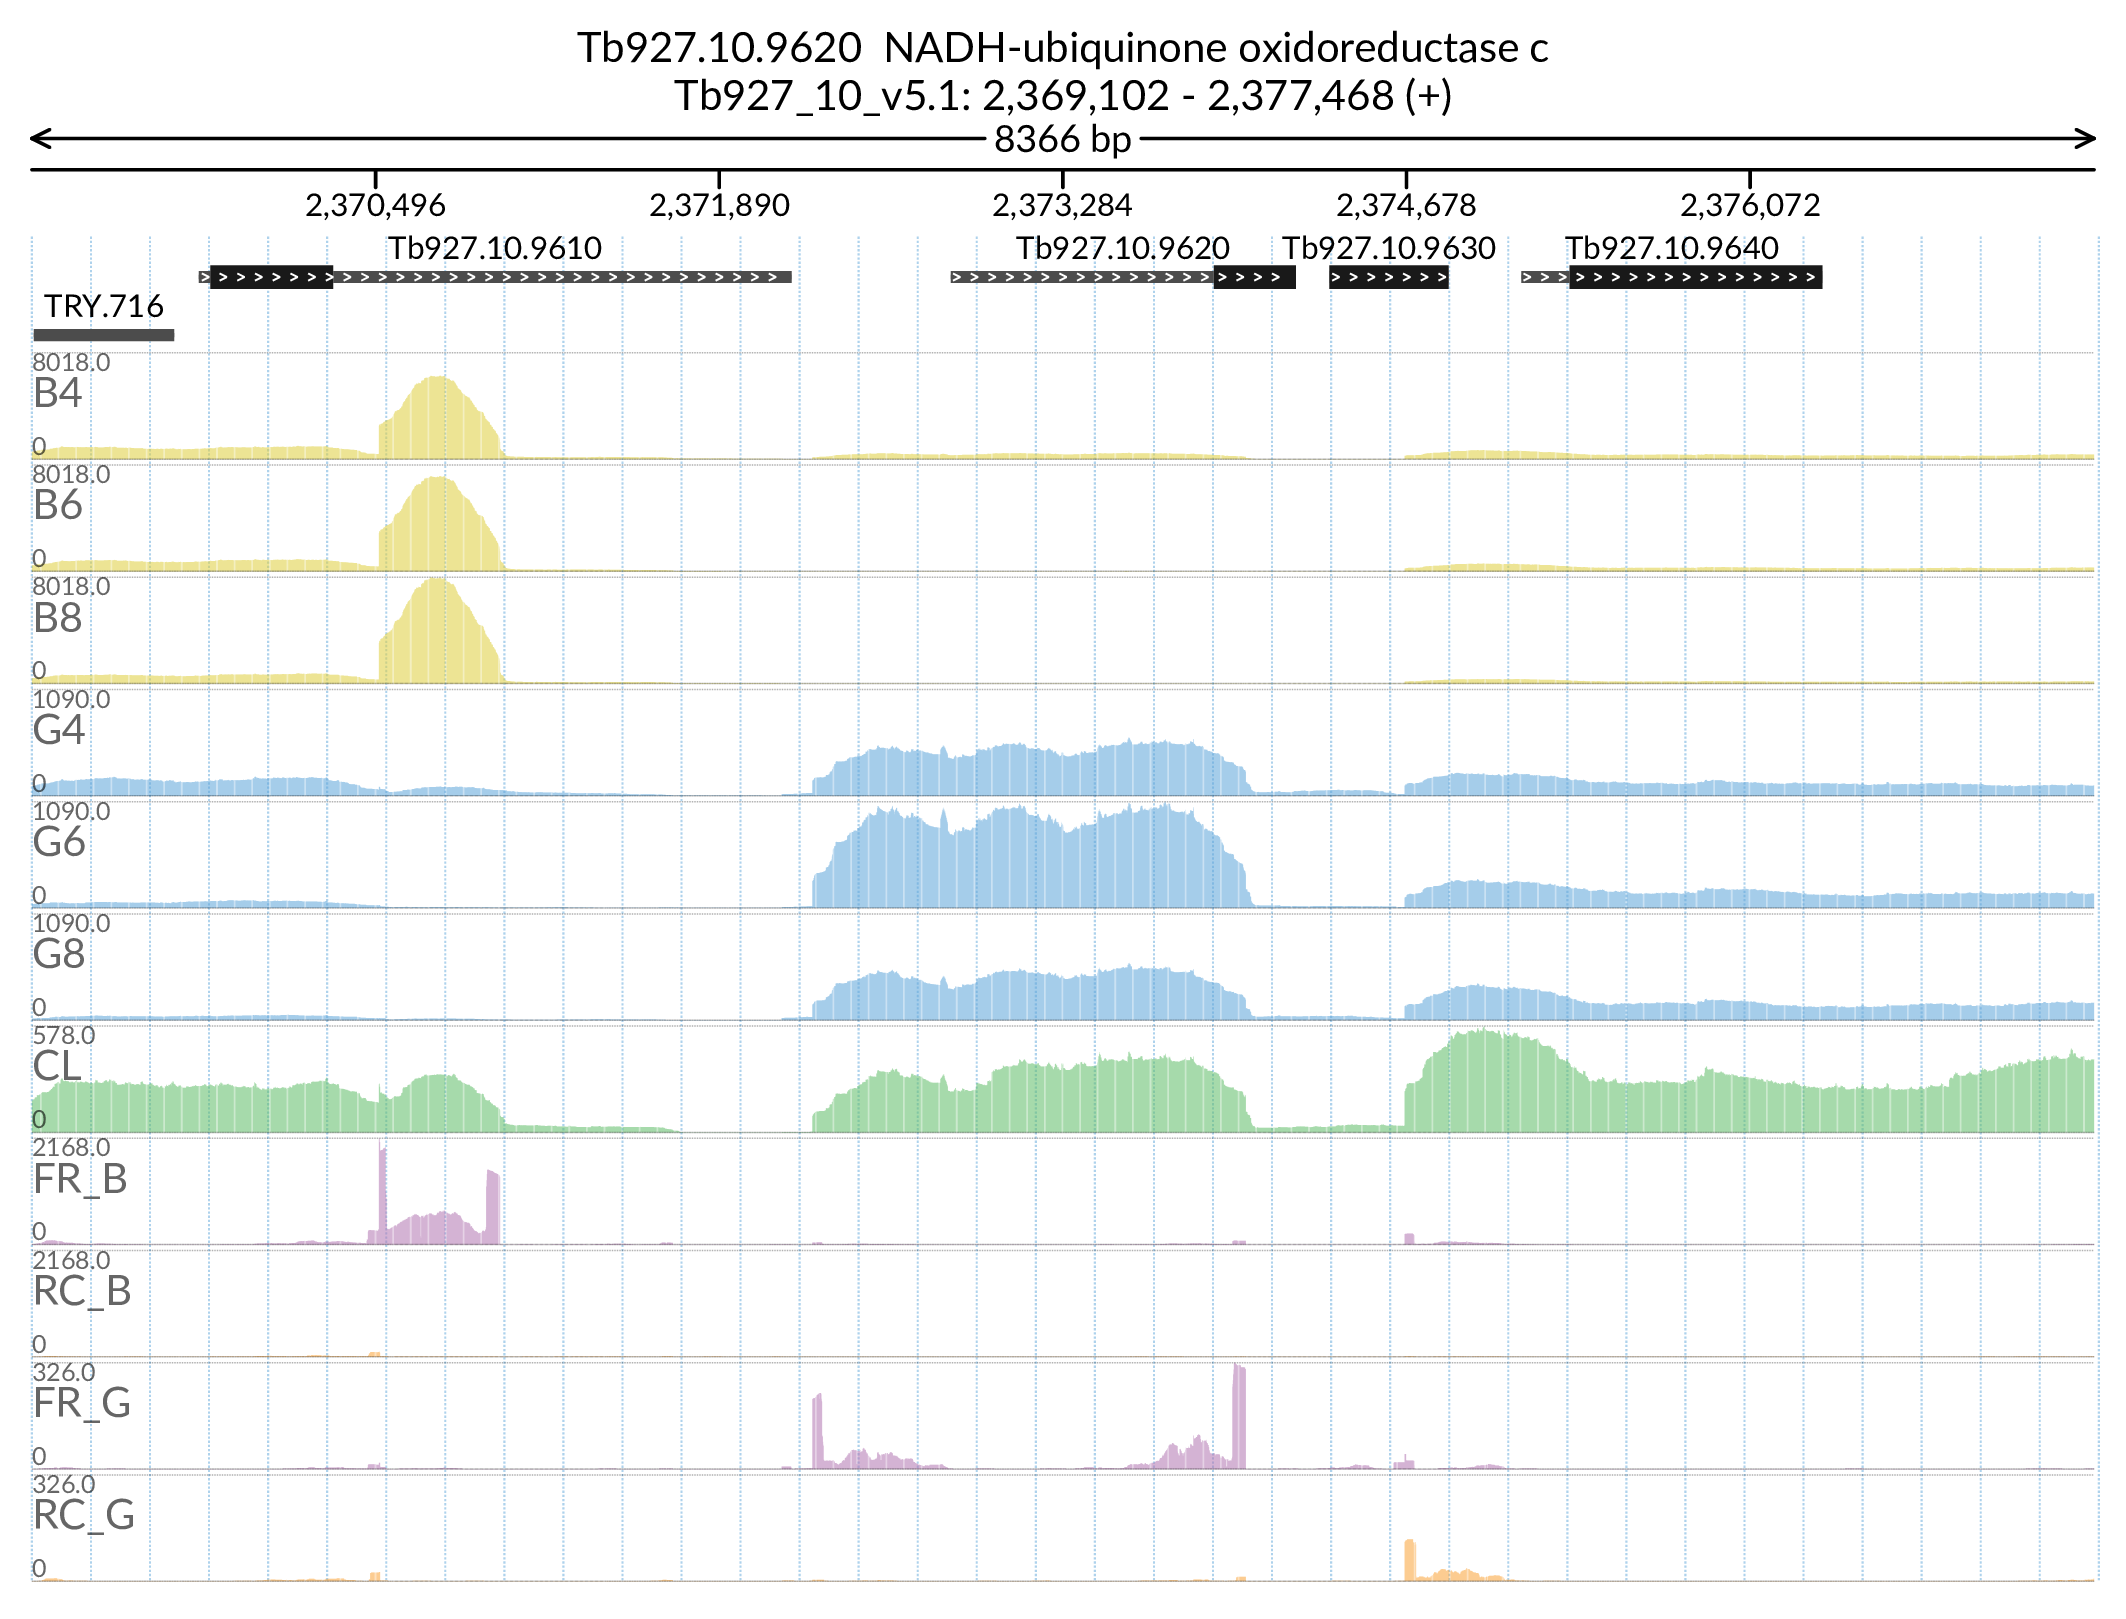 Tb927.10.9620 NADH-ubiquinone oxidoreductase c
Tb927_10_v5.1: 2,369,102 - 2,377,468 (+)
8366 bp
2,370,496 2,371,890 2,373,284 2,374,678 2,376,072
Tb927.10.9610 Tb927.10.9620 Tb927.10.9630 Tb927.10.9640
TRY.716
8018.0
B4
0
8018.0
B6
0
8018.0
B8
0
1090.0
G4
0
1090.0
G6
0
1090.0
G8
0
578.0
CL
0
2168.0
FR_B
0
2168.0
RC_B
0
326.0
FR_G
0
326.0
RC_G
0